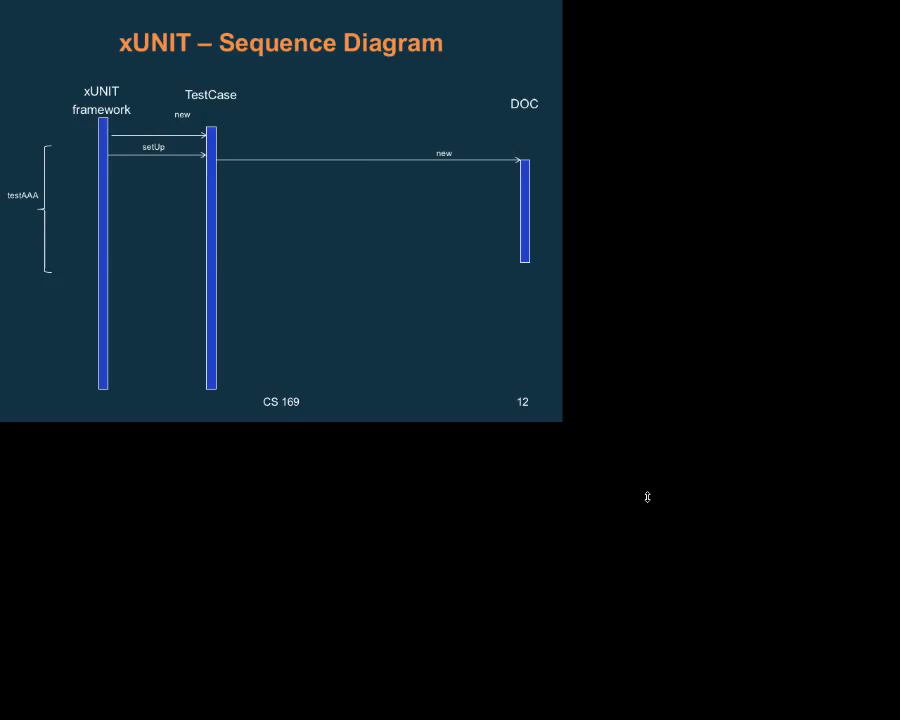 xUNIT – Sequence Diagram
xUNIT
framework
TestCase
DOC
new
setUp
new
testAAA
CS 169
12